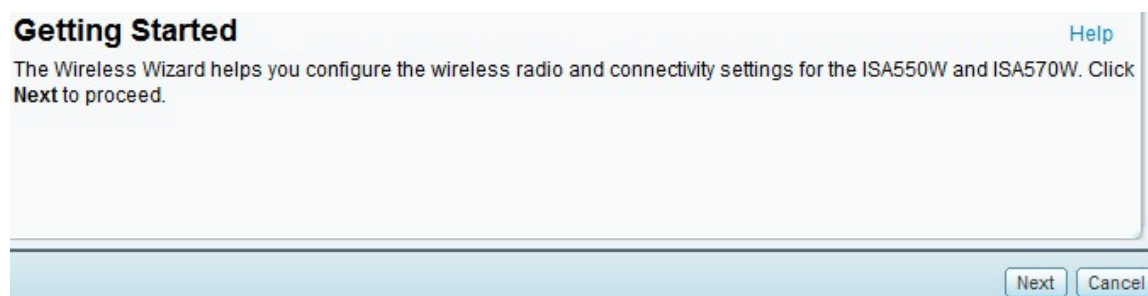 Getting Started
Help
The Wireless Wizard helps you configure the wireless radio and connectivity settings for the ISA550W and ISA570W. Click
Next to proceed.
Next
Cancel